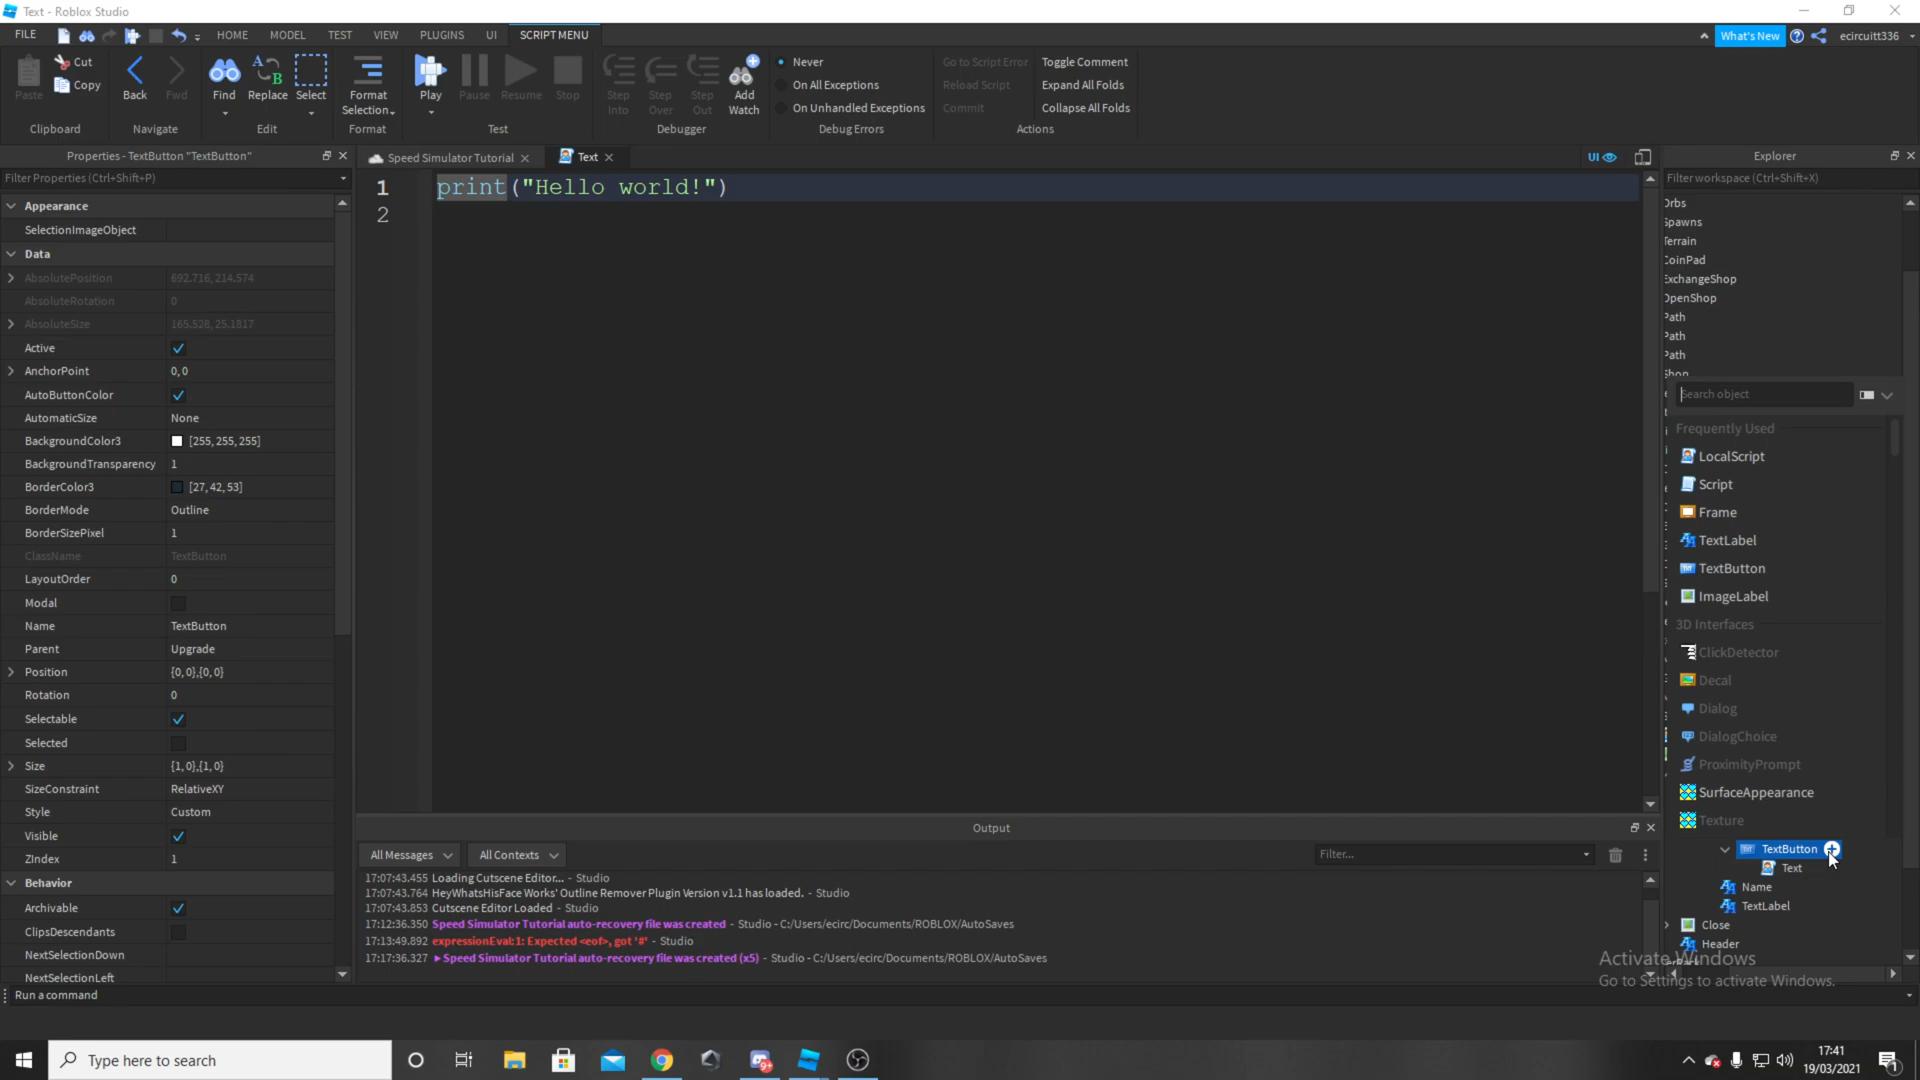 Text - Roblox Studio
FILE HOME MODEL TEST VIEW PLUGINS UI SCRIPT MENU What's New ecircuitt336
Paste Cut Copy Back Fwd Find Replace Select Format Selection Play Pause Resume Stop Step Into Step Over Step Out Add Watch
Never
On All Exceptions
On Unhandled Exceptions
Go to Script Error
Reload Script
Commit
Toggle Comment
Expand All Folds
Collapse All Folds
Clipboard Navigate Edit Format Test Debugger Debug Errors Actions
Properties - TextButton "TextButton"
Filter Properties (Ctrl+Shift+P)
Appearance
SelectionImageObject
Data
AbsolutePosition 692.716, 214.574
AbsoluteRotation 0
AbsoluteSize 165.528, 25.1817
Active
AnchorPoint 0,0
AutoButtonColor
AutomaticSize None
BackgroundColor3 [255, 255, 255]
BackgroundTransparency 1
BorderColor3 [27, 42, 53]
BorderMode Outline
BorderSizePixel 1
ClassName TextButton
LayoutOrder 0
Modal
Name TextButton
Parent Upgrade
Position {0, 0},{0, 0}
Rotation 0
Selectable
Selected
Size {1, 0},{1, 0}
SizeConstraint RelativeXY
Style Custom
Visible
ZIndex 1
Behavior
Archivable
ClipsDescendants
NextSelectionDown
NextSelectionLeft
Speed Simulator Tutorial Text UI
1 print("Hello world!")
2
Output
All Messages All Contexts Filter...
17:07:43.455 Loading Cutscene Editor... - Studio
17:07:43.764 HeyWhatsHisFace Works' Outline Remover Plugin Version v1.1 has loaded. - Studio
17:07:43.853 Cutscene Editor Loaded - Studio
17:12:36.350 Speed Simulator Tutorial auto-recovery file was created - Studio - C:/Users/ecirc/Documents/ROBLOX/AutoSaves
17:13:49.892 expressionEval:1: Expected <eof>, got '#' - Studio
17:17:36.327 ▸Speed Simulator Tutorial auto-recovery file was created (x5) - Studio - C:/Users/ecirc/Documents/ROBLOX/AutoSaves
Run a command
Explorer
Filter workspace (Ctrl+Shift+X)
Orbs
Spawns
Terrain
CoinPad
ExchangeShop
OpenShop
Path
Path
Path
Shop
Search object
Frequently Used
LocalScript
Script
Frame
TextLabel
TextButton
ImageLabel
3D Interfaces
ClickDetector
Decal
Dialog
DialogChoice
ProximityPrompt
SurfaceAppearance
Texture
TextButton
Text
Name
TextLabel
Close
Header
Activate Windows
Go to Settings to activate Windows.
Type here to search
9+
17:41
19/03/2021
1